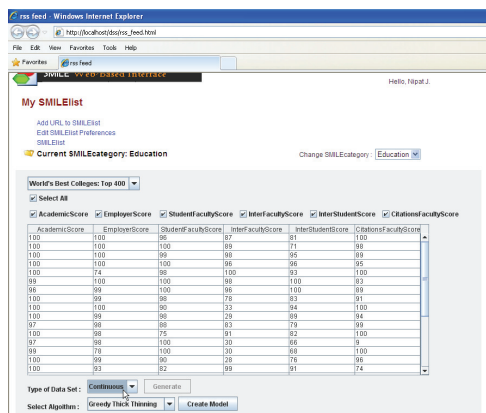 rss feed - Windows Internet Explorer
http://localhost/dss/rss_feed.html
File Edit View Favorites Tools Help
Favorites rss feed
SMILE Web-Based Interface
Hello, Nipat J.
My SMILElist
Add URL to SMILElist
Edit SMILElist Preferences
SMILElist
Current SMILEcategory: Education Change SMILEcategory : Education
World's Best Colleges: Top 400
Select All
AcademicScore EmployerScore StudentFacultyScore InterFacultyScore InterStudentScore CitationsFacultyScore
AcademicScore EmployerScore StudentFacultyScore InterFacultyScore InterStudentScore CitationsFacultyScore
100 100 96 87 81 100
100 100 89 71 98
100 100 99 98 95 89
100 100 100 96 96 95
100 74 98 100 93 100
99 100 100 98 100 83
96 99 100 96 100 89
100 99 98 78 83 91
100 100 90 33 94 100
100 99 98 29 89 94
97 98 88 83 79 99
100 98 75 91 82 100
97 98 100 30 66 9
99 78 100 30 68 100
100 99 90 28 76 96
100 93 82 99 91 74
Type of Data Set : Continuous Generate
Select Algoithm : Greedy Thick Thinning Create Model